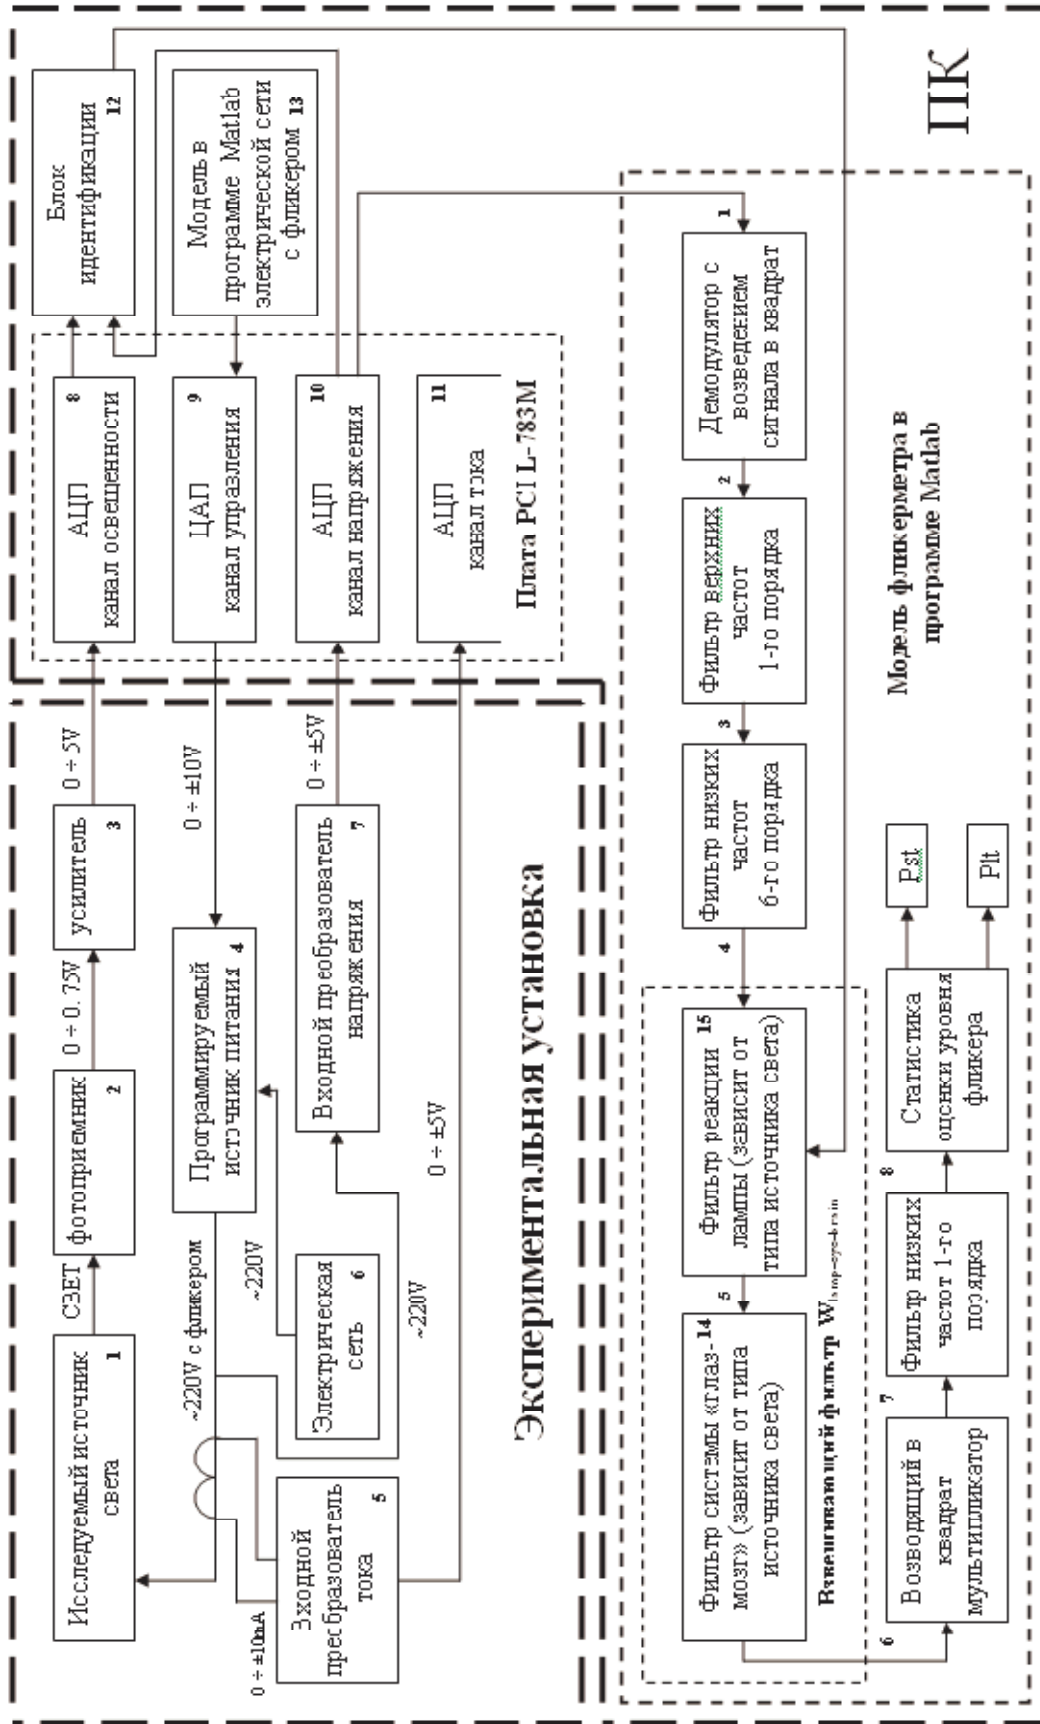 Исследуемый источник
света
1
СЗЕТ
фотоприемник
2
0 ÷ 0.75V
усилитель
3
0 ÷ 5V
АЦП
8
канал освещенности
Блок
идентификации
12
~220V с фликером
Программируемый
источник питания
4
0 ÷ ±10V
ЦАП
9
канал управления
Модель в
программе Matlab
электрической сети
с фликером
13
~220V
0 ÷ ±10mA
Входной
преобразователь
тока
5
Электрическая
сеть
6
~220V
Входной преобразователь
напряжения
7
0 ÷ ±5V
АЦП
10
канал напряжения
0 ÷ ±5V
АЦП
11
канал тока
Плата PCI L-783M
Экспериментальная установка
ПК
1
Демодулятор с
возведением
сигнала в квадрат
2
Фильтр верхних
частот
1-го порядка
3
Фильтр низких
частот
6-го порядка
4
Фильтр реакции
лампы (зависит от
типа источника света)
15
5
Фильтр системы «глаз-
мозг» (зависит от типа
источника света)
14
Взвешивающий фильтр W lamp-eye-brain
6
Возводящий в
квадрат
мультипликатор
7
Фильтр низких
частот 1-го
порядка
8
Статистика
оценки уровня
фликера
Pst
Plt
Модель фликерметра в
программе Matlab